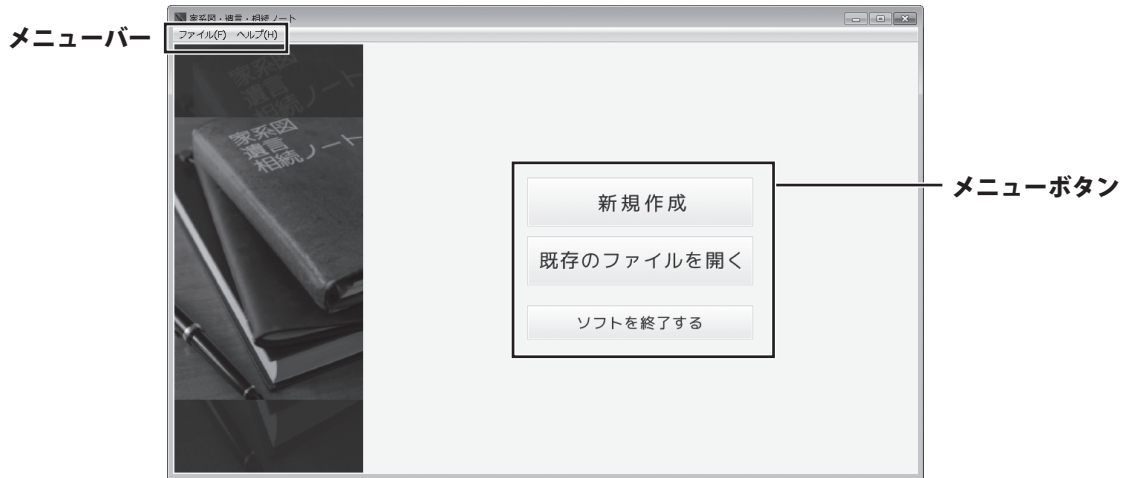 家系図・遺言・相続ノート
メニューバー
ファイル(F) ヘルプ(H)
家系図
遺言
相続ノート
家系図
遺言
相続ノート
新規作成
既存のファイルを開く
ソフトを終了する
メニューボタン